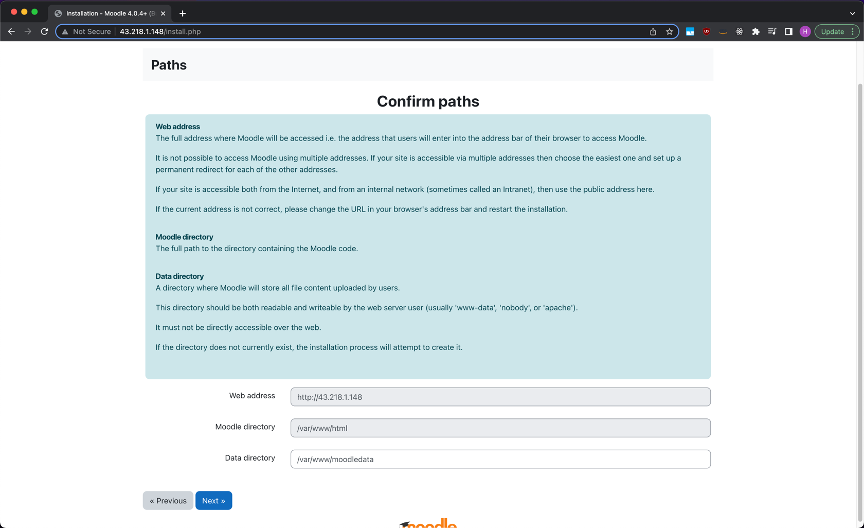 Installation - Moodle 4.0.4+ (
Not Secure
43.218.1.148/install.php
Update
H
Paths
Confirm paths
Web address
The full address where Moodle will be accessed i.e. the address that users will enter into the address bar of their browser to access Moodle.
It is not possible to access Moodle using multiple addresses. If your site is accessible via multiple addresses then choose the easiest one and set up a
permanent redirect for each of the other addresses.
If your site is accessible both from the Internet, and from an internal network (sometimes called an Intranet), then use the public address here.
If the current address is not correct, please change the URL in your browser's address bar and restart the installation.
Moodle directory
The full path to the directory containing the Moodle code.
Data directory
A directory where Moodle will store all file content uploaded by users.
This directory should be both readable and writeable by the web server user (usually 'www-data', 'nobody', or 'apache').
It must not be directly accessible over the web.
If the directory does not currently exist, the installation process will attempt to create it.
Web address
http://43.218.1.148
Moodle directory
/var/www/html
Data directory
/var/www/moodledata
« Previous
Next »
moodle